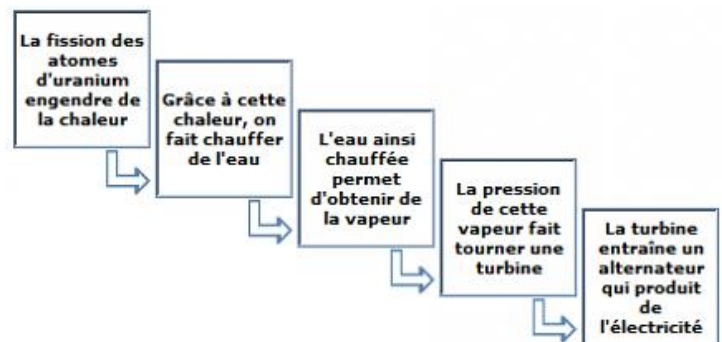 La fission des
atomes
d'uranium
engendre de
la chaleur
Grâce à cette
chaleur, on
fait chauffer
de l'eau
L'eau ainsi
chauffée
permet
d'obtenir de
la vapeur
La pression
de cette
vapeur fait
tourner une
turbine
La turbine
entraîne un
alternateur
qui produit
de
l'électricité